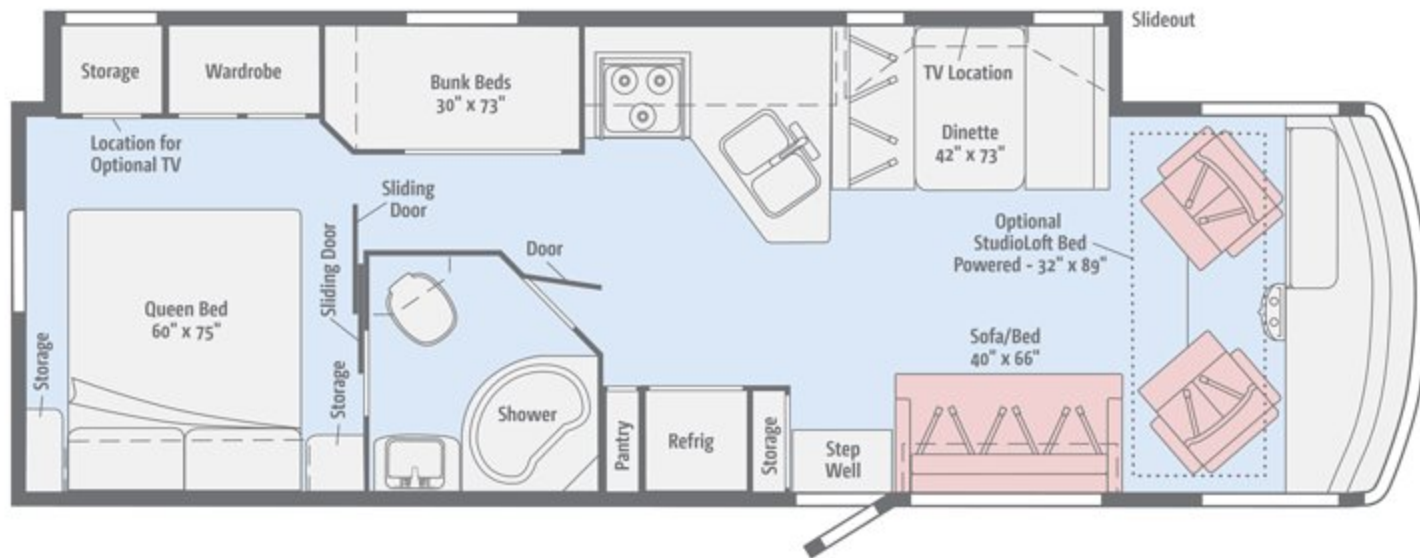 Slideout
Storage
Wardrobe
Bunk Beds
30" x 73"
TV Location
Dinette
42" x 73"
Location for
Optional TV
Sliding
Door
Optional
StudioLoft Bed
Powered - 32" x 89"
Door
Sliding Door
Queen Bed
60" x 75"
Sofa/Bed
40" x 66"
Storage
Storage
Shower
Pantry
Refrig
Storage
Step
Well